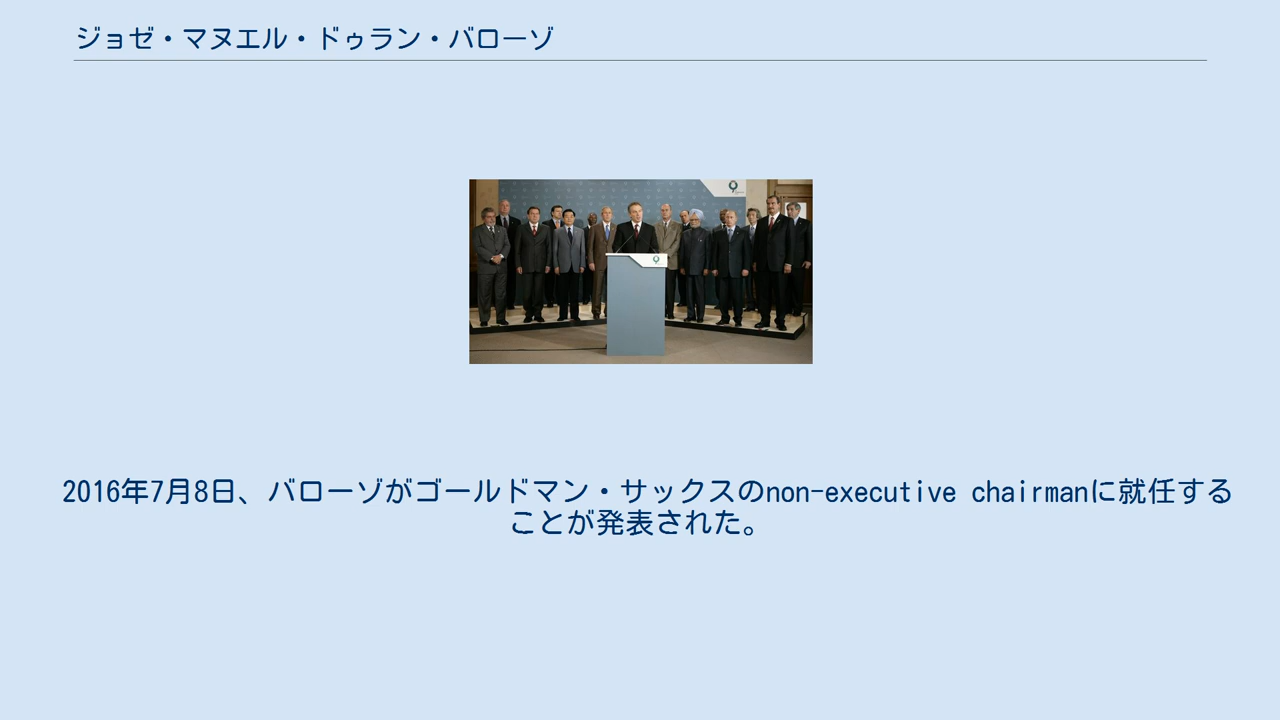 ジョゼ・マヌエル・ドゥラン・バローゾ
2016年7月8日、バローゾがゴールドマン・サックスのnon-executive chairmanに就任する
ことが発表された。